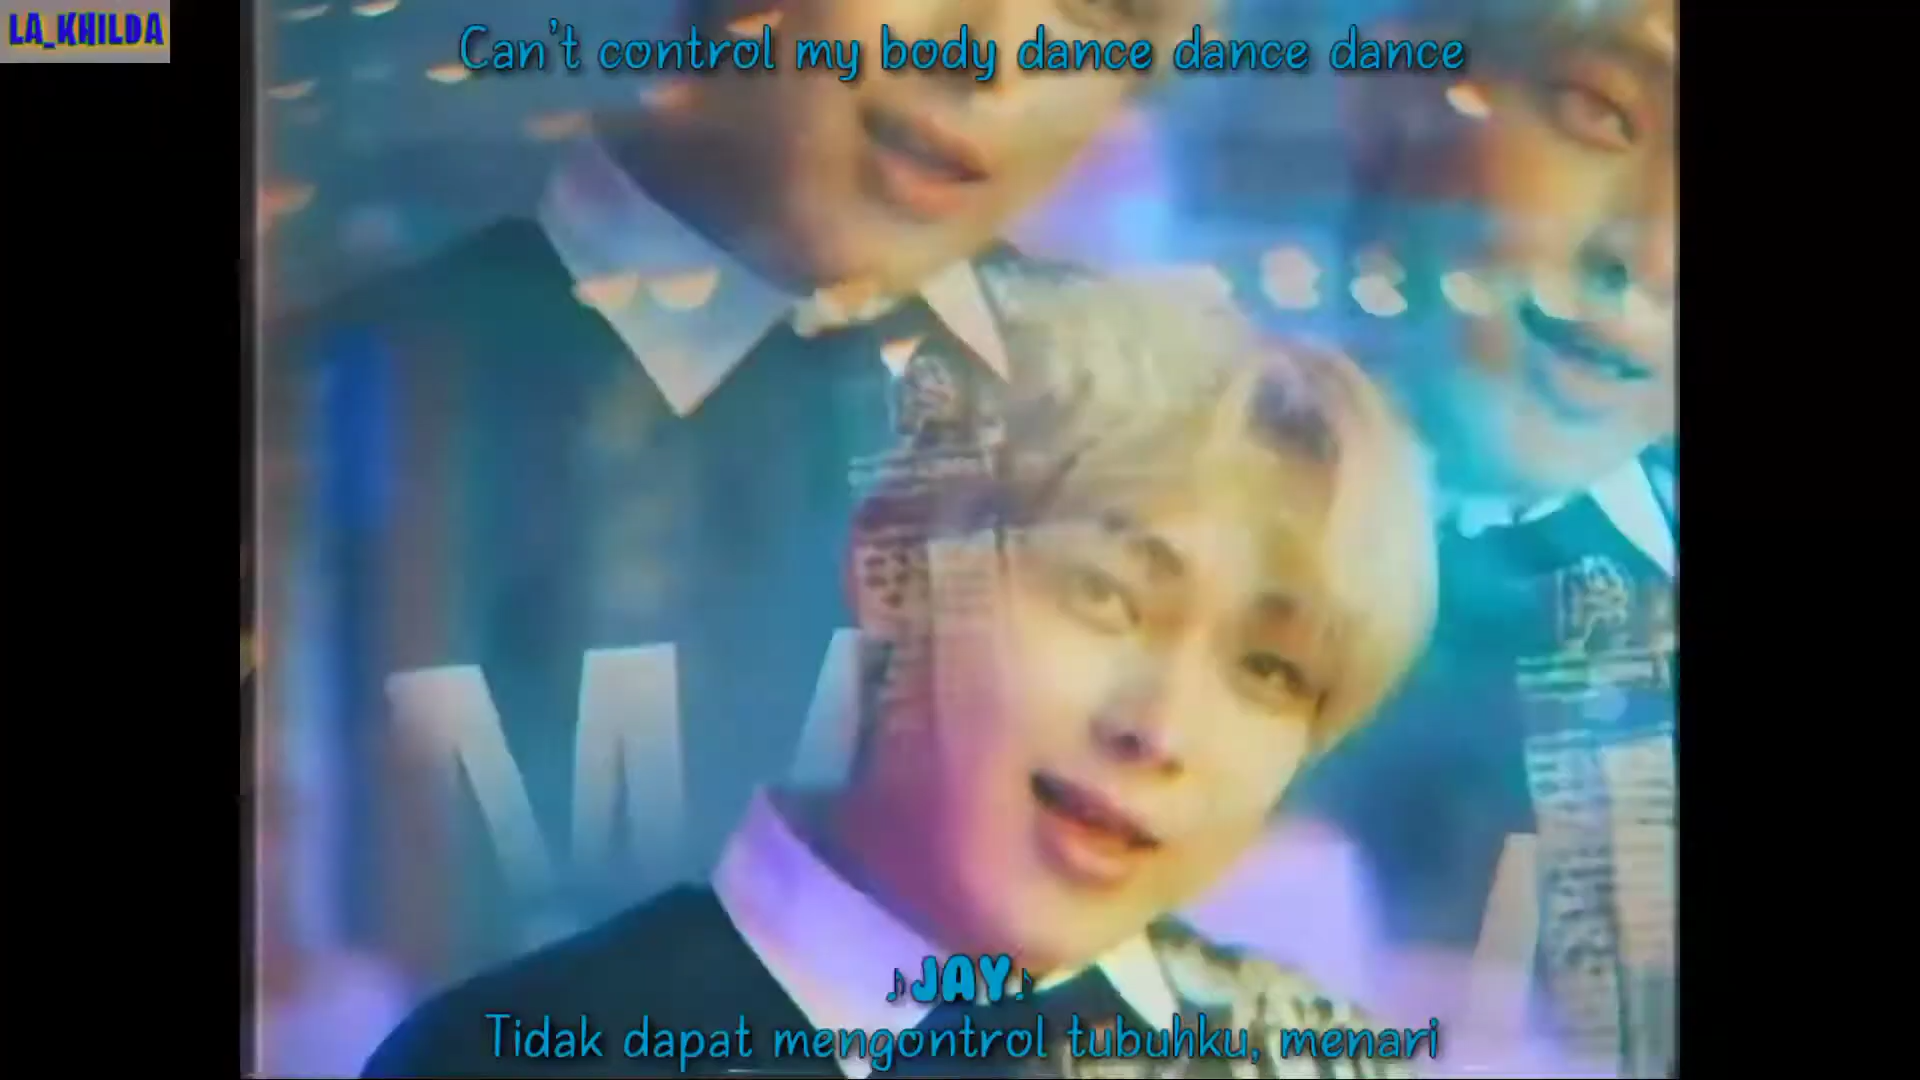 LA_KHILDA
Can't control my body dance dance dance
♪JAY♪
Tidak dapat mengontrol tubuhku, menari